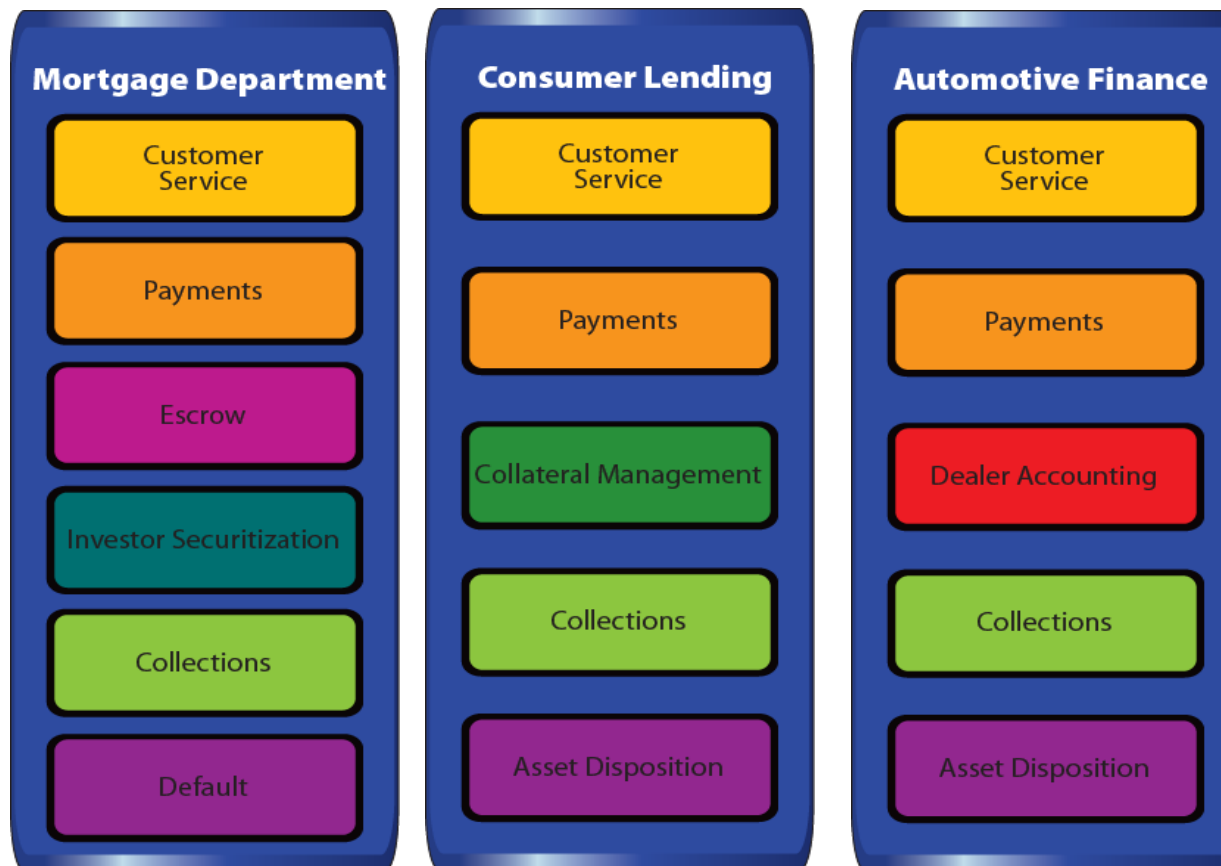 Mortgage Department
Customer
Service
Payments
Escrow
Investor Securitization
Collections
Default
Consumer Lending
Customer
Service
Payments
Collateral Management
Collections
Asset Disposition
Automotive Finance
Customer
Service
Payments
Dealer Accounting
Collections
Asset Disposition